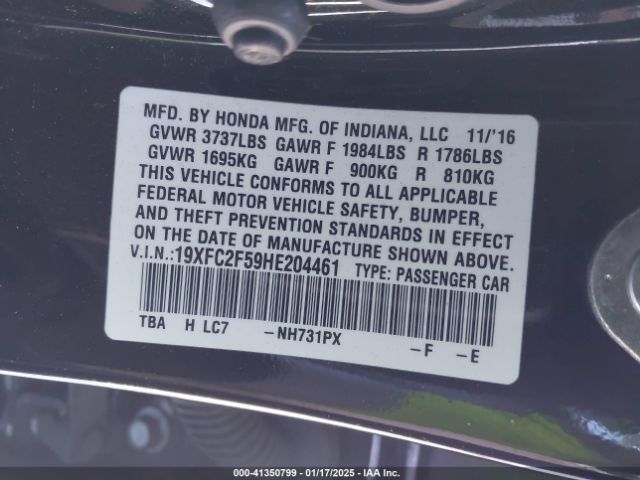 MFD. BY HONDA MFG. OF INDIANA, LLC 11/'16
GVWR 3737LBS GAWR F 1984LBS R 1786LBS
GVWR 1695KG GAWR F 900KG R 810KG
THIS VEHICLE CONFORMS TO ALL APPLICABLE
FEDERAL MOTOR VEHICLE SAFETY, BUMPER,
AND THEFT PREVENTION STANDARDS IN EFFECT
ON THE DATE OF MANUFACTURE SHOWN ABOVE.
V.I.N.:19XFC2F59HE204461 TYPE: PASSENGER CAR
TBA H LC7 -NH731PX -F -E
000-41350799 - 01/17/2025 - IAAI.COM